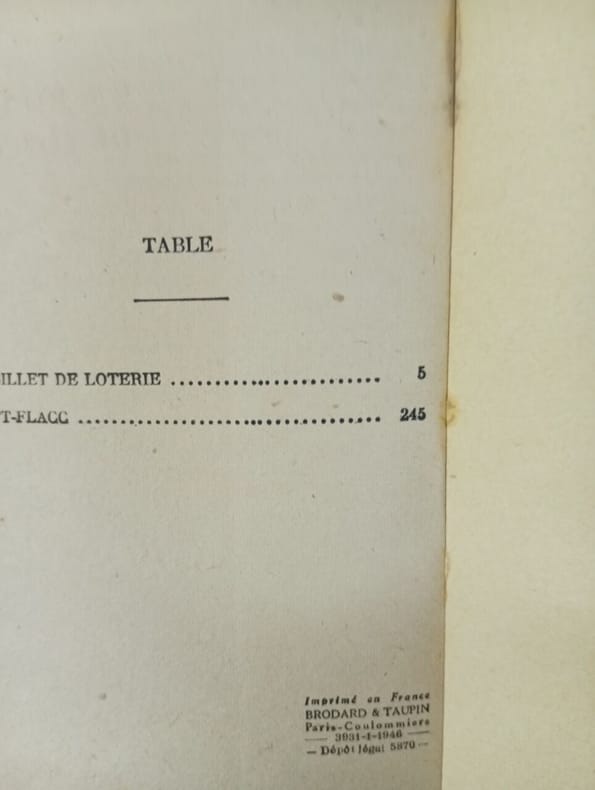 TABLE
ILLET DE LOTERIE ................................ 5
T-FLACC ................................ 245
Imprimé en France
BRODARD & TAUPIN
Paris-Coulommiers
— 3931-1-1946 —
— Dépôt légal 5870 —